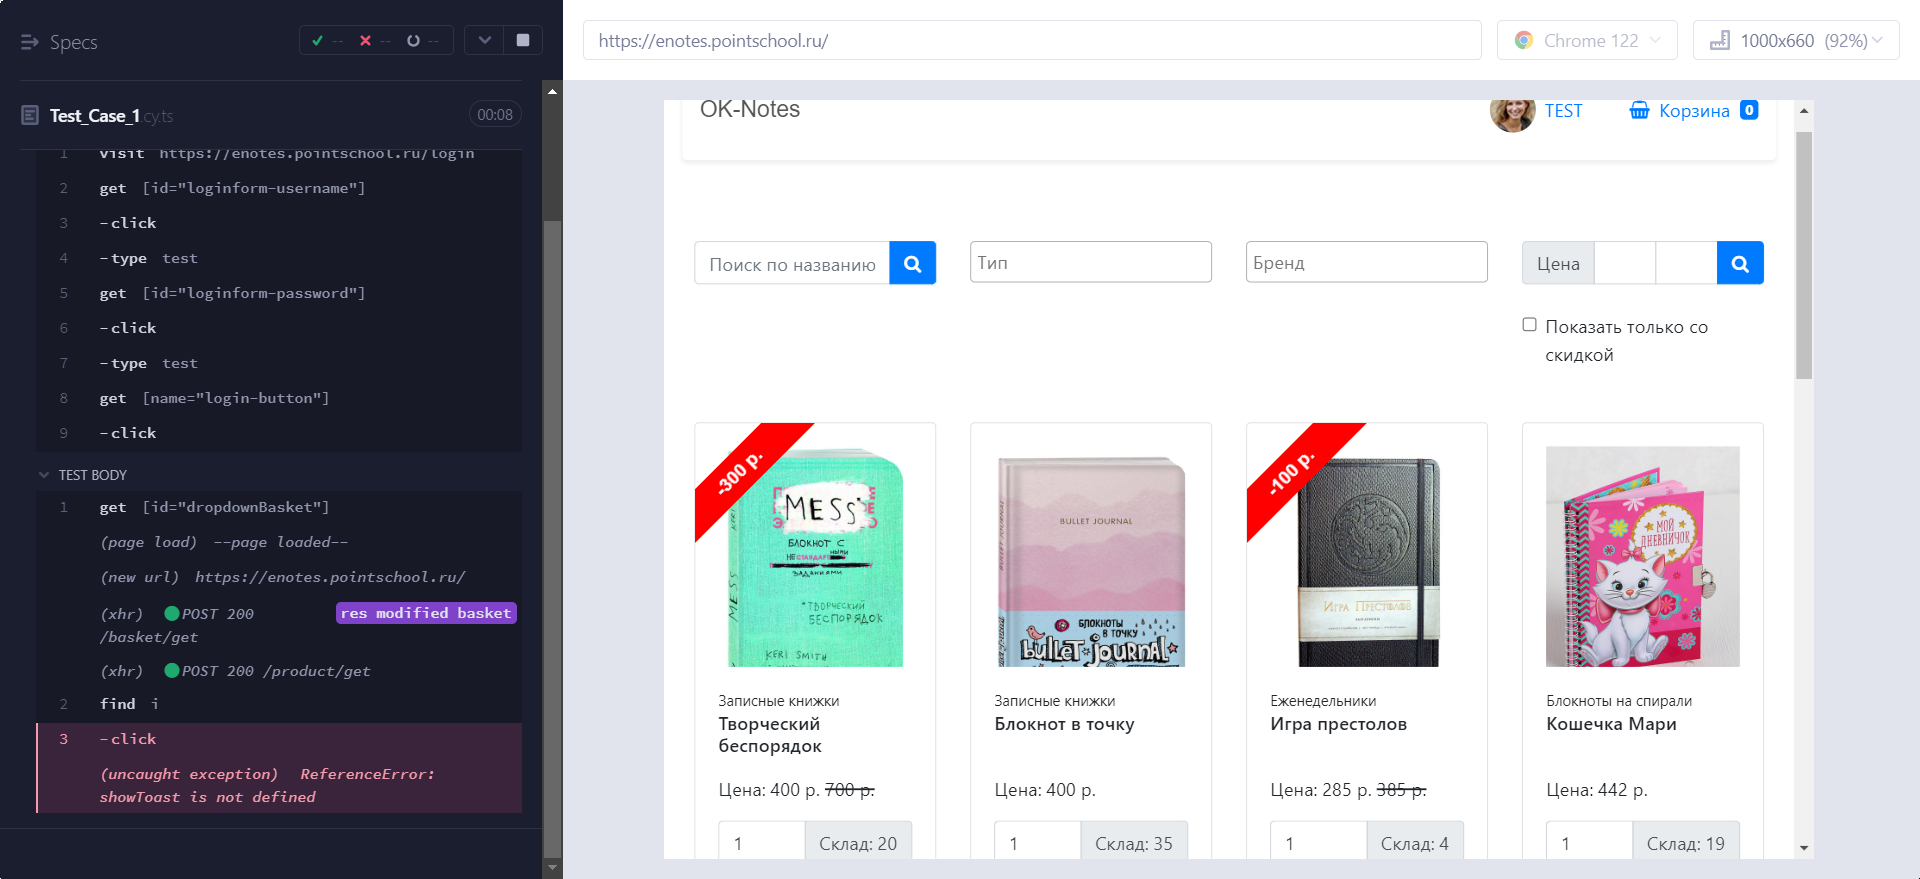 Specs
-- -- --
Test_Case_1.cy.ts 00:08
1 visit https://enotes.pointschool.ru/login
2 get [id="loginform-username"]
3 -click
4 -type test
5 get [id="loginform-password"]
6 -click
7 -type test
8 get [name="login-button"]
9 -click
TEST BODY
1 get [id="dropdownBasket"]
(page load) --page loaded--
(new url) https://enotes.pointschool.ru/
(xhr) POST 200 res modified basket
/basket/get
(xhr) POST 200 /product/get
2 find i
3 -click
(uncaught exception) ReferenceError:
showToast is not defined
https://enotes.pointschool.ru/
Chrome 122
1000x660 (92%)
OK-Notes
TEST
Корзина 0
Поиск по названию
Тип
Бренд
Цена
Показать только со
скидкой
-300 р.
MESS
БЛОКНОТ С
НЕСТАНДАРТНЫМИ
ЗАДАНИЯМИ
*ТВОРЧЕСКИЙ
БЕСПОРЯДОК
KERI SMITH
MESS
BULLET JOURNAL
БЛОКНОТЫ
В ТОЧКУ
bullet journal
-100 р.
ИГРА ПРЕСТОЛОВ
МОЙ
ДНЕВНИЧОК
Записные книжки
Творческий
беспорядок
Цена: 400 р. 700 р.
1 Склад: 20
Записные книжки
Блокнот в точку
Цена: 400 р.
1 Склад: 35
Еженедельники
Игра престолов
Цена: 285 р. 385 р.
1 Склад: 4
Блокноты на спирали
Кошечка Мари
Цена: 442 р.
1 Склад: 19